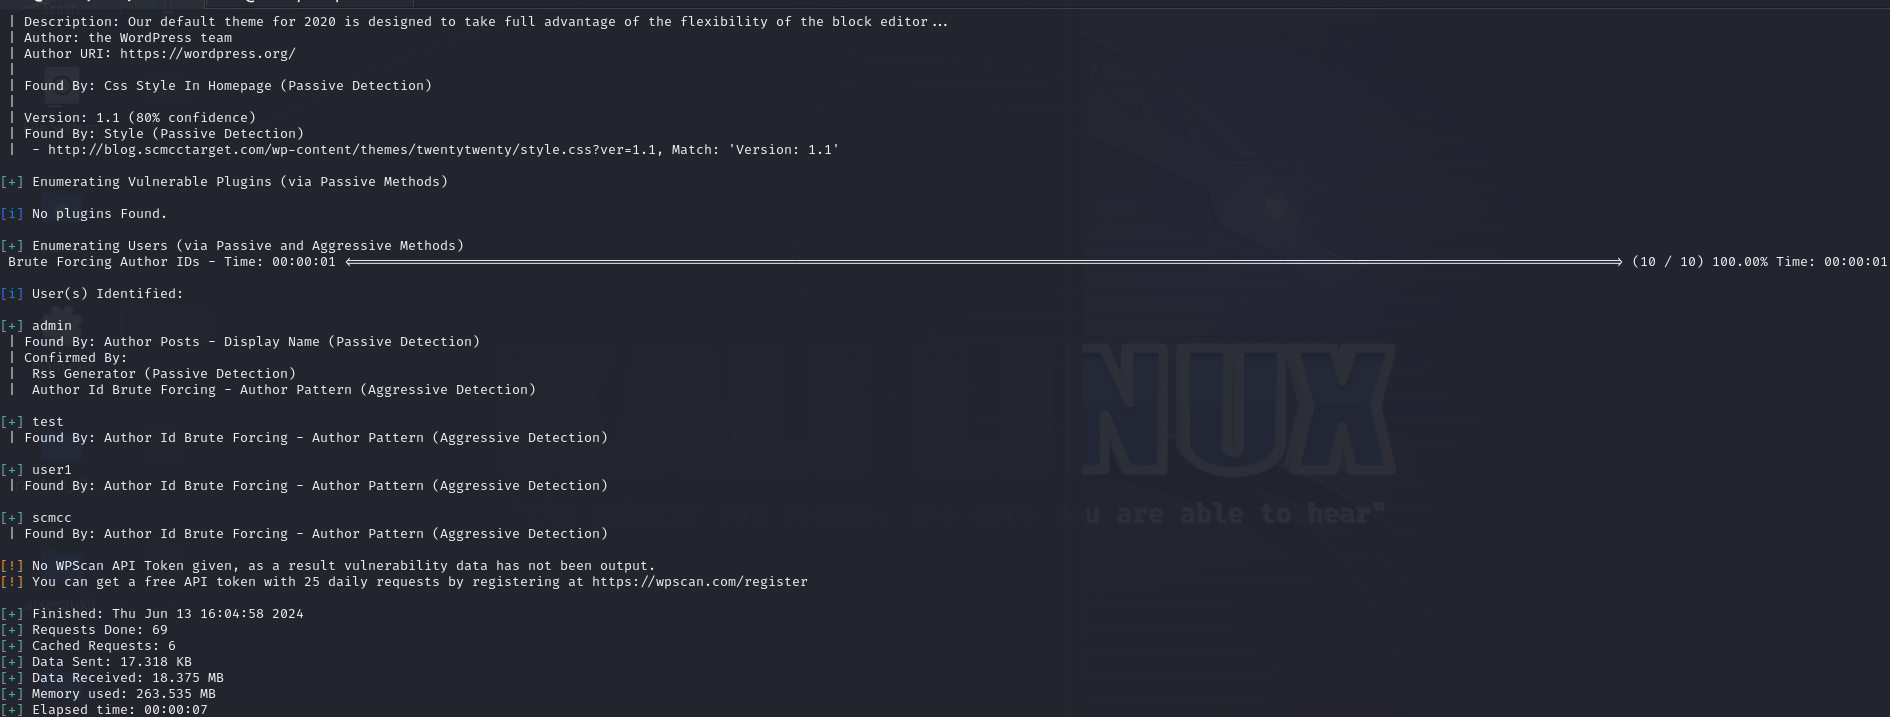 | Description: Our default theme for 2020 is designed to take full advantage of the flexibility of the block editor...
| Author: the WordPress team
| Author URI: https://wordpress.org/
|
| Found By: Css Style In Homepage (Passive Detection)
|
| Version: 1.1 (80% confidence)
| Found By: Style (Passive Detection)
|  - http://blog.scmcctarget.com/wp-content/themes/twentytwenty/style.css?ver=1.1, Match: 'Version: 1.1'
[+] Enumerating Vulnerable Plugins (via Passive Methods)
[i] No plugins Found.
[+] Enumerating Users (via Passive and Aggressive Methods)
Brute Forcing Author IDs - Time: 00:00:01 <==============================> (10 / 10) 100.00% Time: 00:00:01
[i] User(s) Identified:
[+] admin
| Found By: Author Posts - Display Name (Passive Detection)
| Confirmed By:
|  Rss Generator (Passive Detection)
|  Author Id Brute Forcing - Author Pattern (Aggressive Detection)
[+] test
| Found By: Author Id Brute Forcing - Author Pattern (Aggressive Detection)
[+] user1
| Found By: Author Id Brute Forcing - Author Pattern (Aggressive Detection)
[+] scmcc
| Found By: Author Id Brute Forcing - Author Pattern (Aggressive Detection)
[!] No WPScan API Token given, as a result vulnerability data has not been output.
[!] You can get a free API token with 25 daily requests by registering at https://wpscan.com/register
[+] Finished: Thu Jun 13 16:04:58 2024
[+] Requests Done: 69
[+] Cached Requests: 6
[+] Data Sent: 17.318 KB
[+] Data Received: 18.375 MB
[+] Memory used: 263.535 MB
[+] Elapsed time: 00:00:07
NUX
u are able to hear"